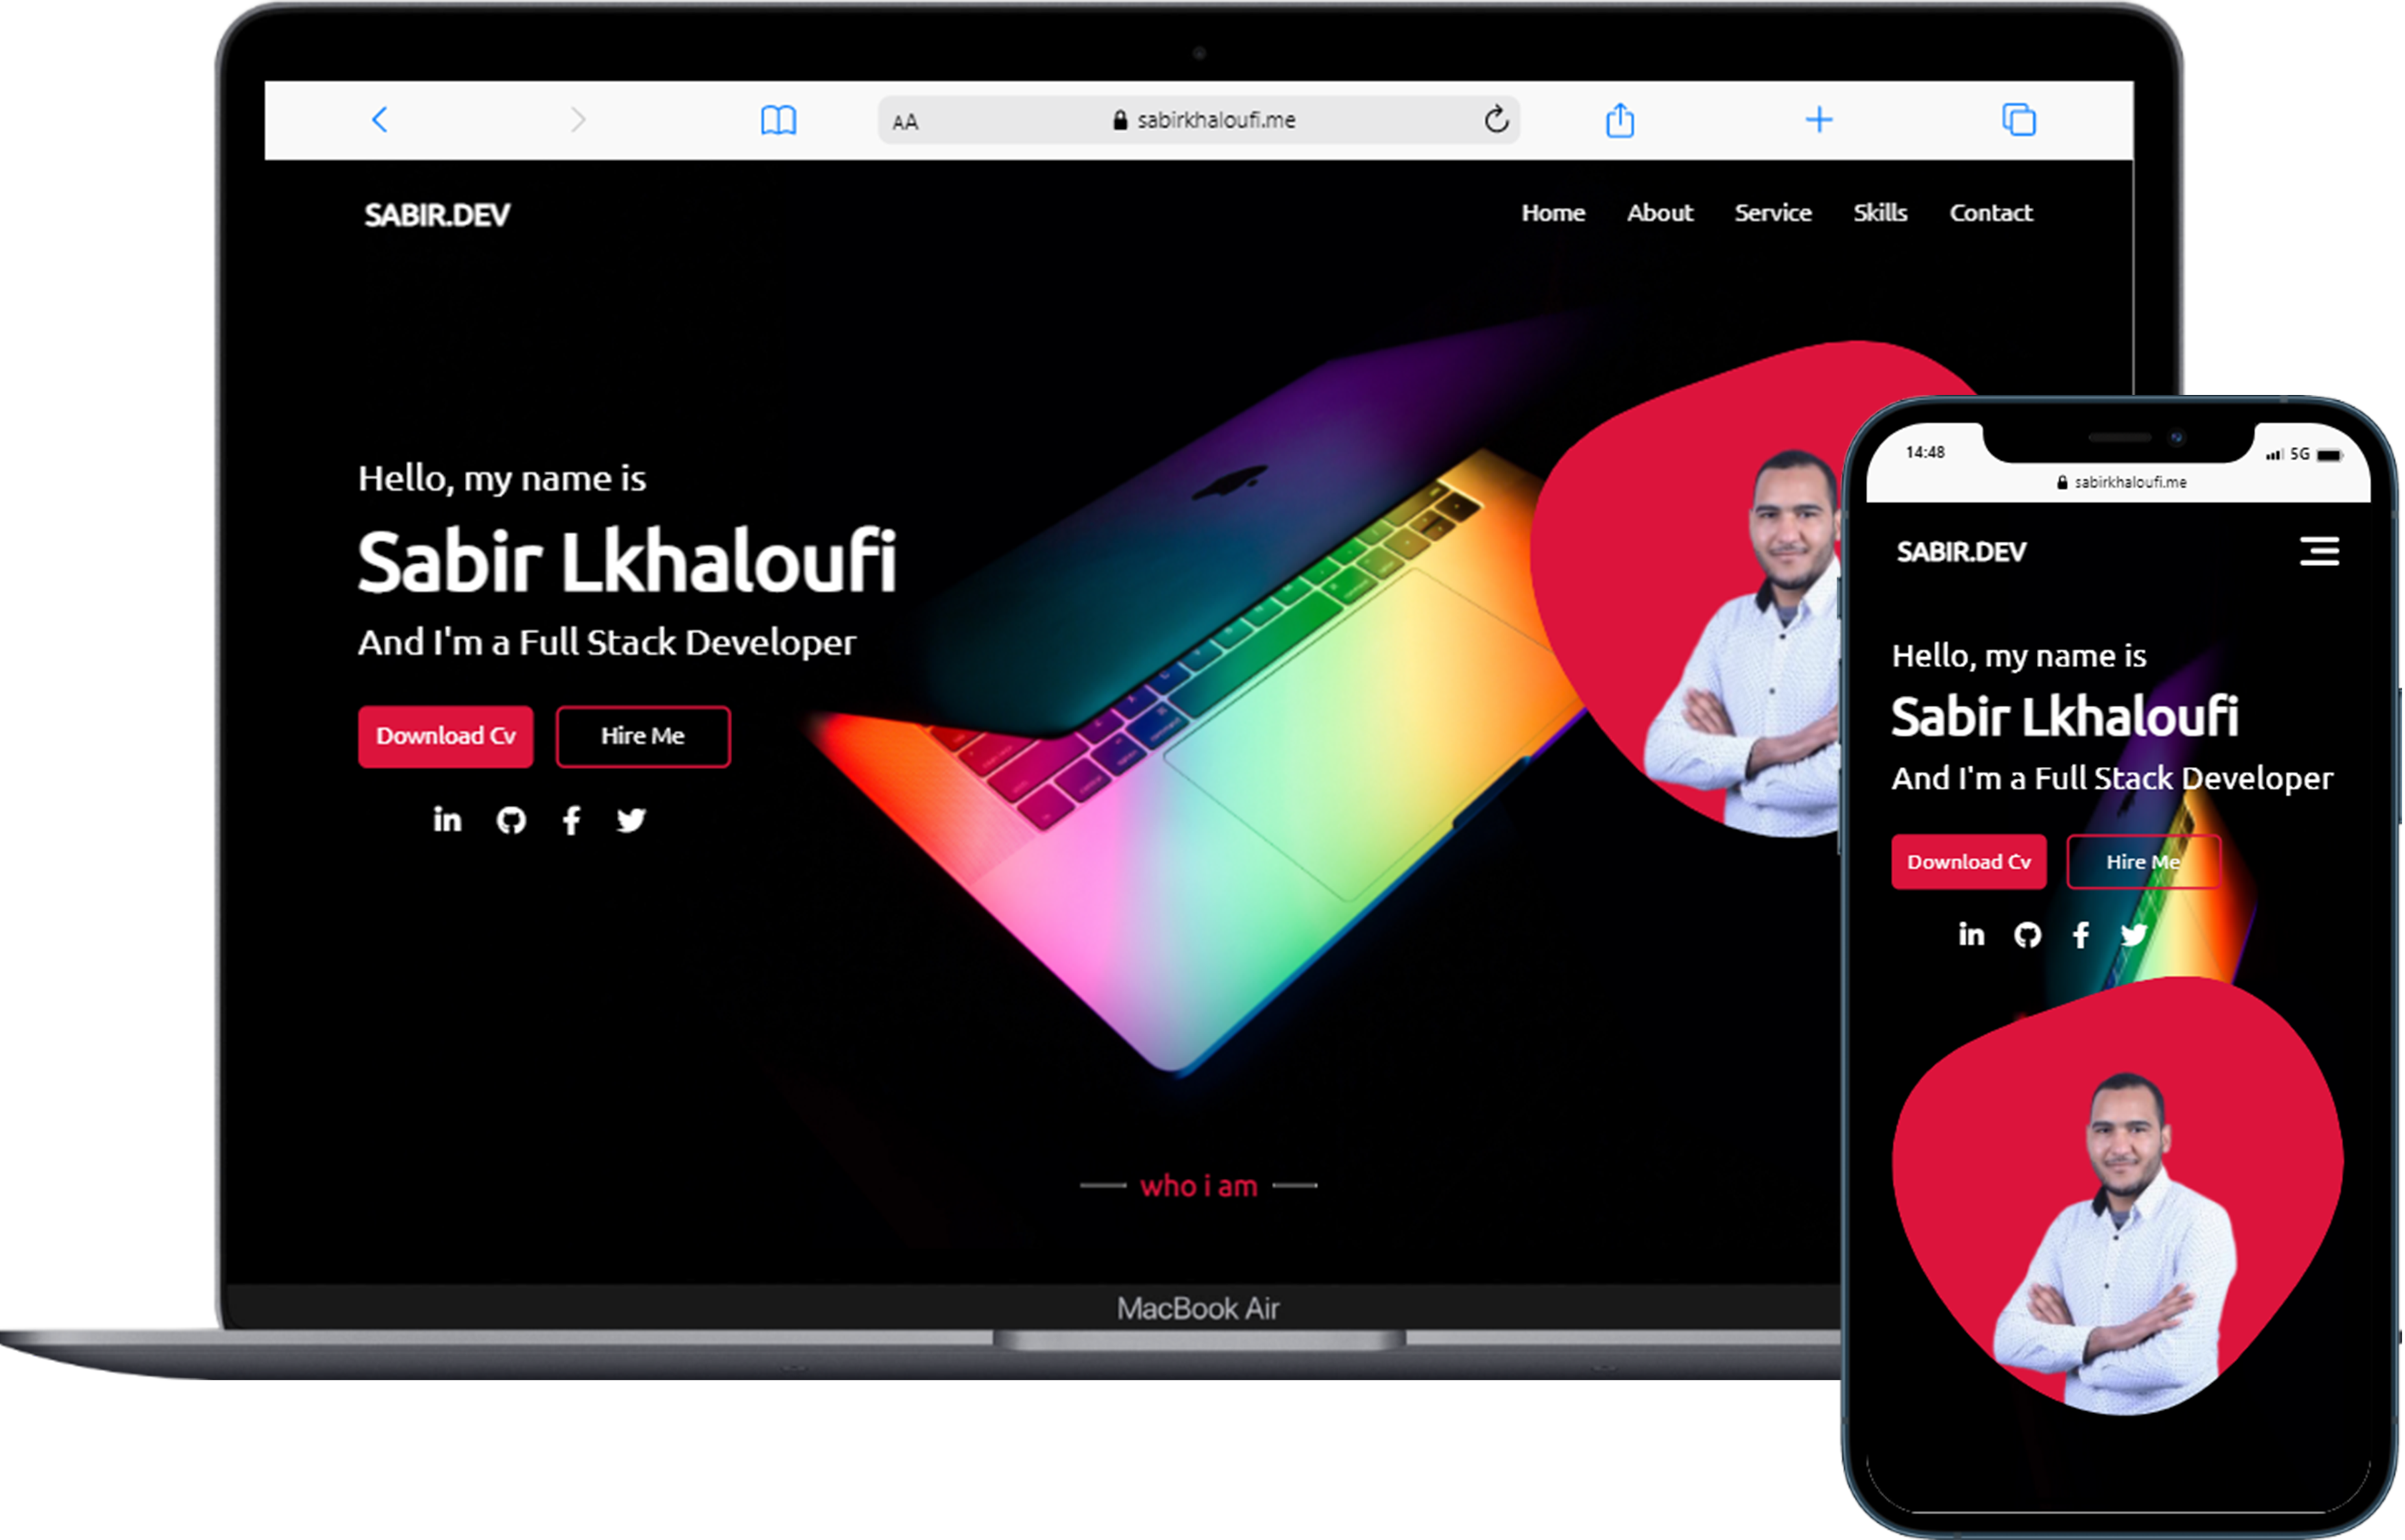 AA sabirkhaloufi.me
SABIR.DEV
Home About Service Skills Contact
Hello, my name is
Sabir Lkhaloufi
And I'm a Full Stack Developer
Download Cv Hire Me
who i am
MacBook Air
14:48 5G
sabirkhaloufi.me
SABIR.DEV
Hello, my name is
Sabir Lkhaloufi
And I'm a Full Stack Developer
Download Cv Hire Me